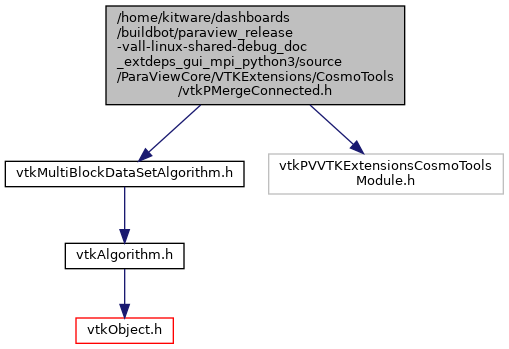 /home/kitware/dashboards
/buildbot/paraview_release
-vall-linux-shared-debug_doc
_extdeps_gui_mpi_python3/source
/ParaViewCore/VTKExtensions/CosmoTools
/vtkPMergeConnected.h
vtkMultiBlockDataSetAlgorithm.h
vtkPVVTKExtensionsCosmoTools
Module.h
vtkAlgorithm.h
vtkObject.h